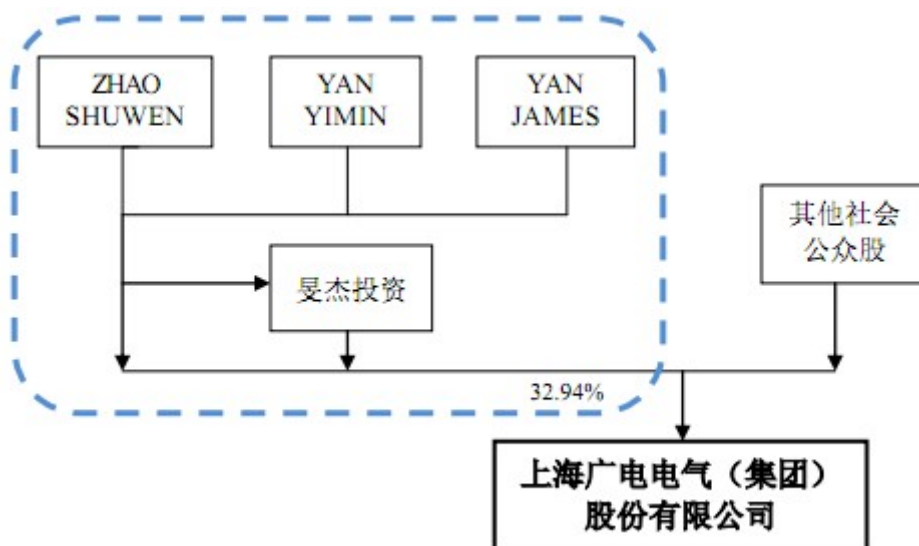 ZHAO
SHUWEN
YAN
YIMIN
YAN
JAMES
其他社会
公众股
旻杰投资
32.94%
上海广电电气（集团）
股份有限公司